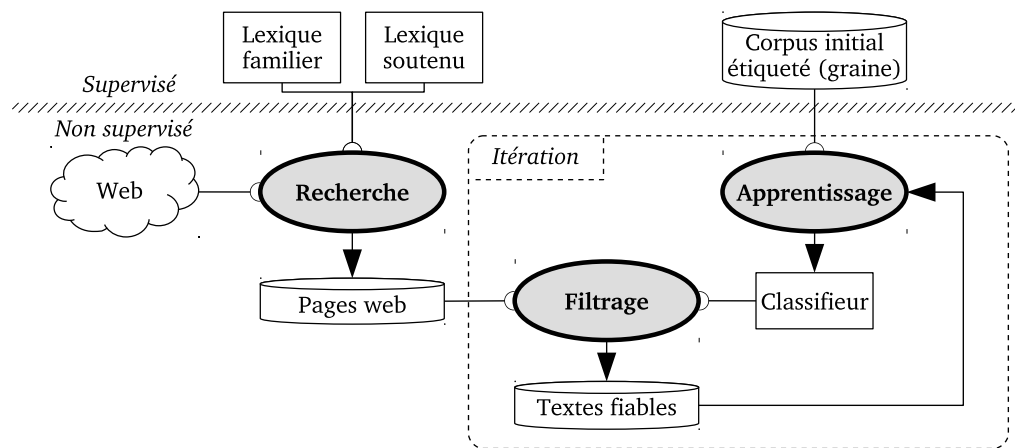 Lexique
familier
Lexique
soutenu
Corpus initial
étiqueté (graine)
Supervisé
Non supervisé
Itération
Web
Recherche
Apprentissage
Pages web
Filtrage
Classifieur
Textes fiables